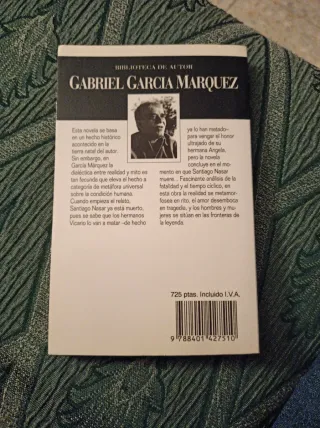 BIBLIOTECA DE AUTOR
GABRIEL GARCIA MARQUEZ
Esta novela se basa
en un hecho histórico
acontecido en la
tierra natal del autor.
Sin embargo, en
García Márquez la
dialéctica entre realidad y mito es
tan fecunda que eleva el hecho a
categoría de metáfora universal
sobre la condición humana.
Cuando empieza el relato,
Santiago Nasar ya está muerto,
pues se sabe que los hermanos
Vicario lo van a matar –de hecho
ya lo han matado–
para vengar el honor
ultrajado de su
hermana Angela,
pero la novela
concluye en el mo-
mento en que Santiago Nasar
muere... Fascinante análisis de la
fatalidad y el tiempo cíclico, en
esta obra la realidad se metamor-
fosea en rito, el amor desemboca
en tragedia, y los hombres y mu-
jeres se sitúan en las fronteras de
la leyenda.
725 ptas. Incluido I.V.A.
9 788401 427510